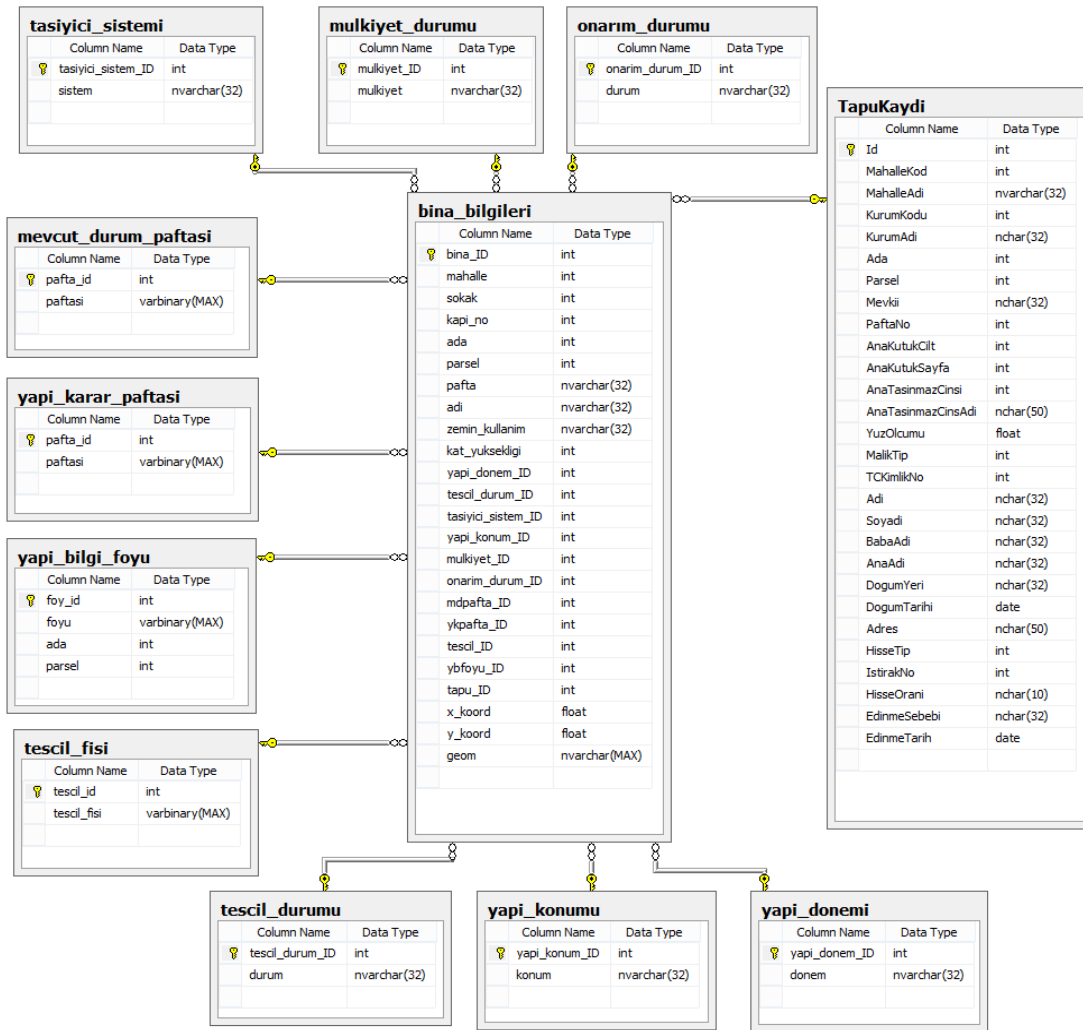 tasiyici_sistemi
Column Name Data Type
tasiyici_sistem_ID int
sistem nvarchar(32)
mulkiyet_durumu
Column Name Data Type
mulkiyet_ID int
mulkiyet nvarchar(32)
onarım_durumu
Column Name Data Type
onarim_durum_ID int
durum nvarchar(32)
TapuKaydi
Column Name Data Type
Id int
MahalleKod int
MahalleAdi nvarchar(32)
KurumKodu int
KurumAdi nchar(32)
Ada int
Parsel int
Mevkii nchar(32)
PaftaNo int
AnaKutukCilt int
AnaKutukSayfa int
AnaTasinmazCinsi int
AnaTasinmazCinsAdi nchar(50)
YuzOlcumu float
MalikTip int
TCKimlikNo int
Adi nchar(32)
Soyadi nchar(32)
BabaAdi nchar(32)
AnaAdi nchar(32)
DogumYeri nchar(32)
DogumTarihi date
Adres nchar(50)
HisseTip int
IstirakNo int
HisseOrani nchar(10)
EdinmeSebebi nchar(32)
EdinmeTarih date
bina_bilgileri
Column Name Data Type
bina_ID int
mahalle int
sokak int
kapi_no int
ada int
parsel int
pafta nvarchar(32)
adi nvarchar(32)
zemin_kullanim nvarchar(32)
kat_yuksekligi int
yapi_donem_ID int
tescil_durum_ID int
tasiyici_sistem_ID int
yapi_konum_ID int
mulkiyet_ID int
onarim_durum_ID int
mdpafta_ID int
ykpafta_ID int
tescil_ID int
ybfoyu_ID int
tapu_ID int
x_koord float
y_koord float
geom nvarchar(MAX)
mevcut_durum_paftasi
Column Name Data Type
pafta_id int
paftasi varbinary(MAX)
yapi_karar_paftasi
Column Name Data Type
pafta_id int
paftasi varbinary(MAX)
yapi_bilgi_foyu
Column Name Data Type
foy_id int
foyu varbinary(MAX)
ada int
parsel int
tescil_fisi
Column Name Data Type
tescil_id int
tescil_fisi varbinary(MAX)
tescil_durumu
Column Name Data Type
tescil_durum_ID int
durum nvarchar(32)
yapi_konumu
Column Name Data Type
yapi_konum_ID int
konum nvarchar(32)
yapi_donemi
Column Name Data Type
yapi_donem_ID int
donem nvarchar(32)